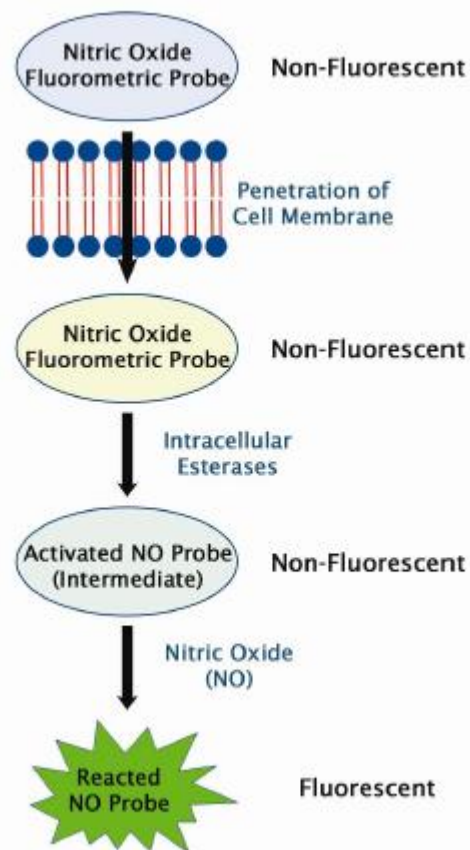 Nitric Oxide
Fluorometric Probe
Non-Fluorescent
Penetration of
Cell Membrane
Nitric Oxide
Fluorometric Probe
Non-Fluorescent
Intracellular
Esterases
Activated NO Probe
(Intermediate)
Non-Fluorescent
Nitric Oxide
(NO)
Reacted
NO Probe
Fluorescent